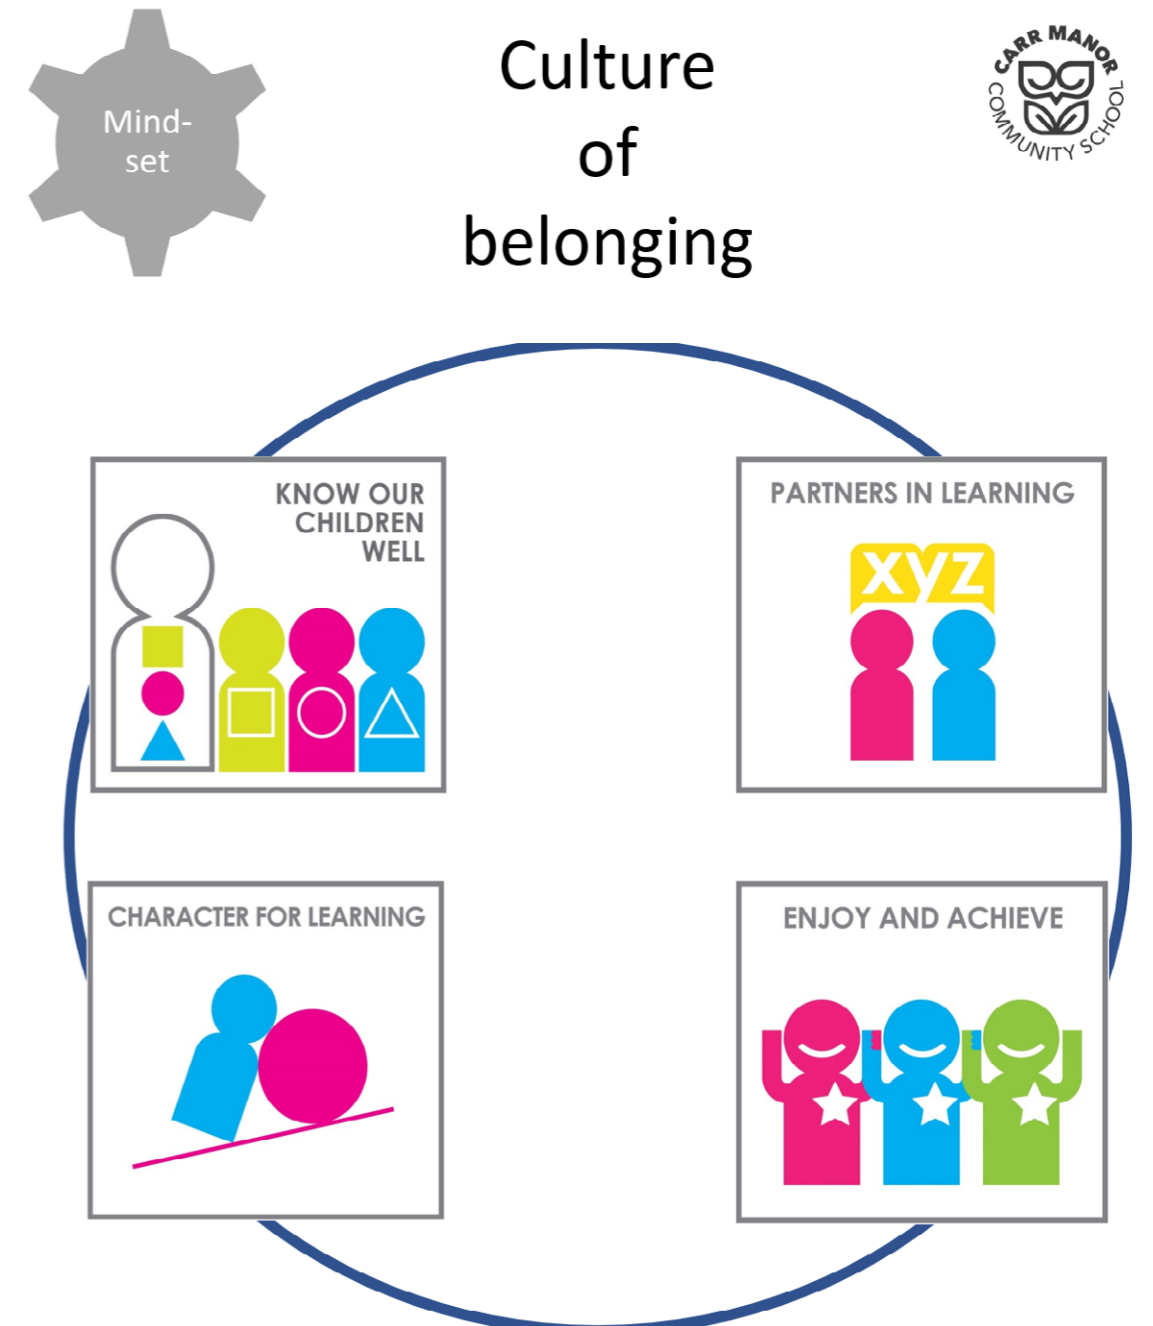 Mind-
set
Culture
of
belonging
CARR MANOR
COMMUNITY SCHOOL
KNOW OUR
CHILDREN
WELL
PARTNERS IN LEARNING
xyz
CHARACTER FOR LEARNING
ENJOY AND ACHIEVE